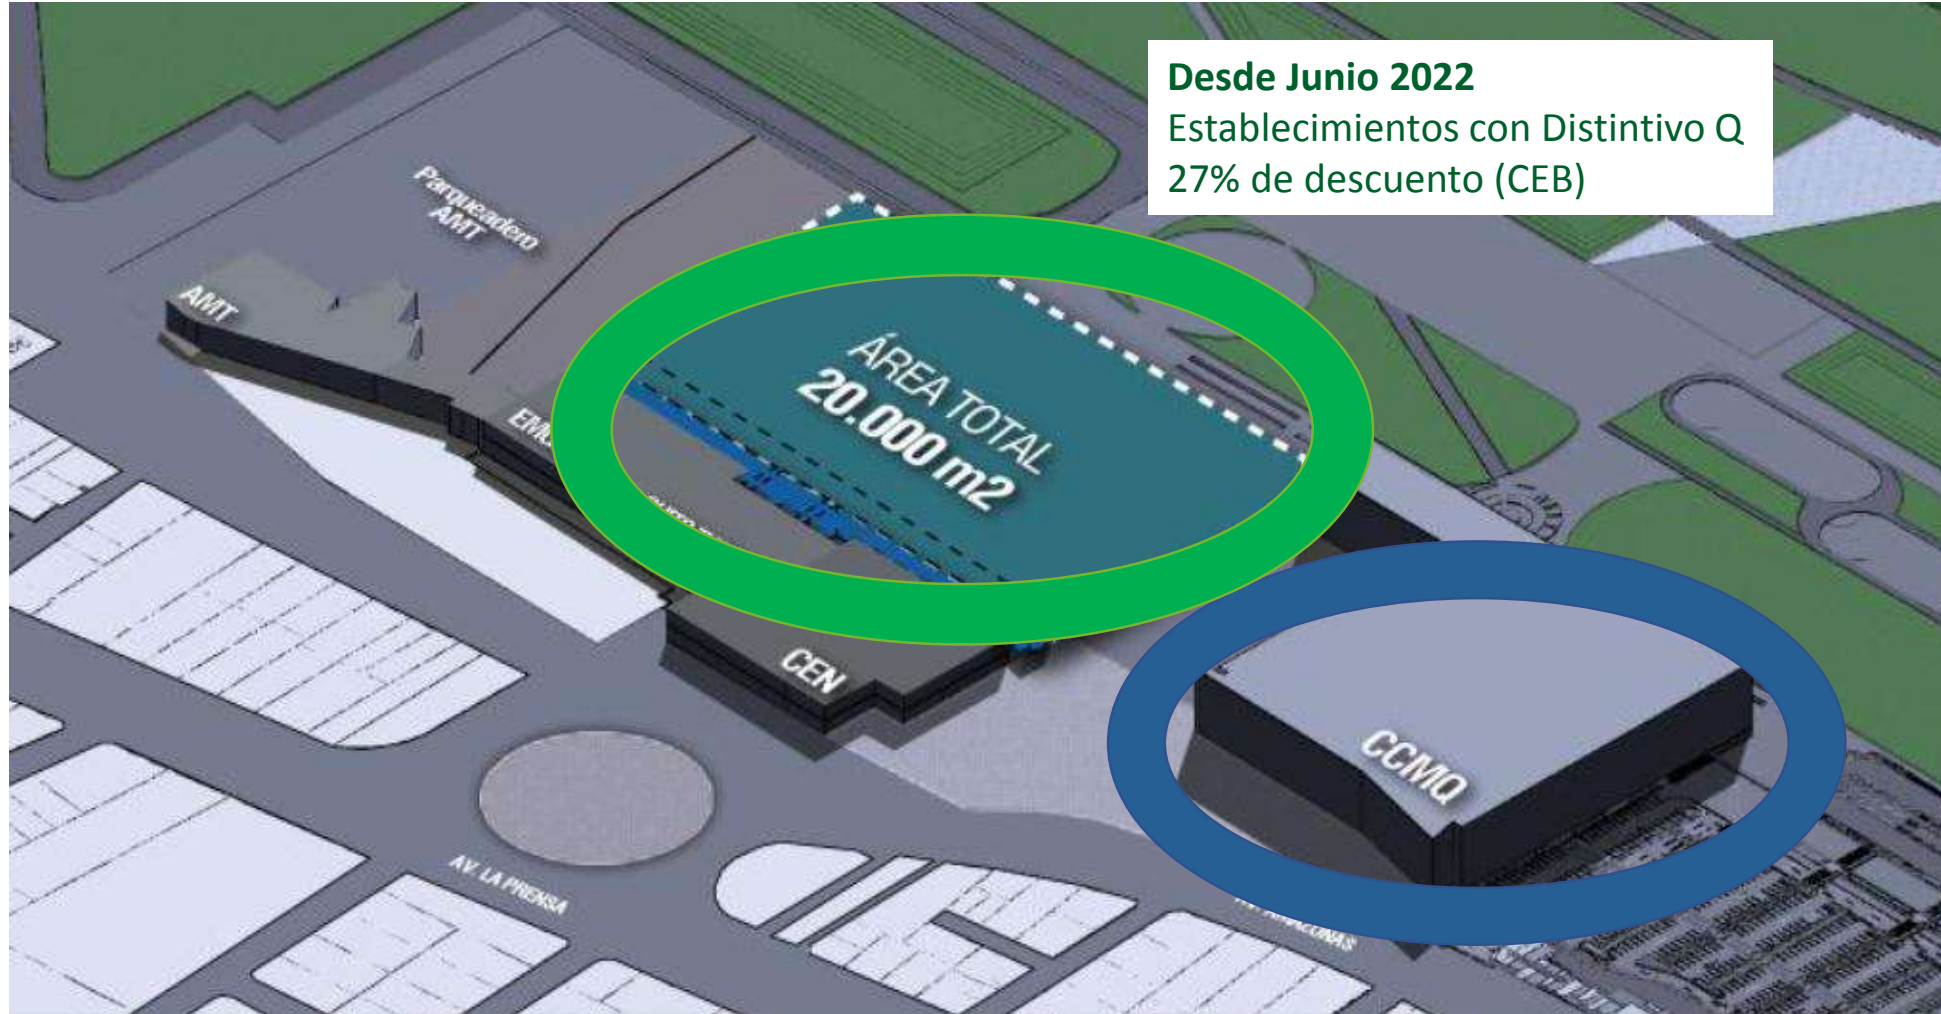 Desde Junio 2022
Establecimientos con Distintivo Q
27% de descuento (CEB)
Parqueadero
AMT
AMT
ÁREA TOTAL
20.000 m2
CEN
CCMQ
AV. LA PRENSA